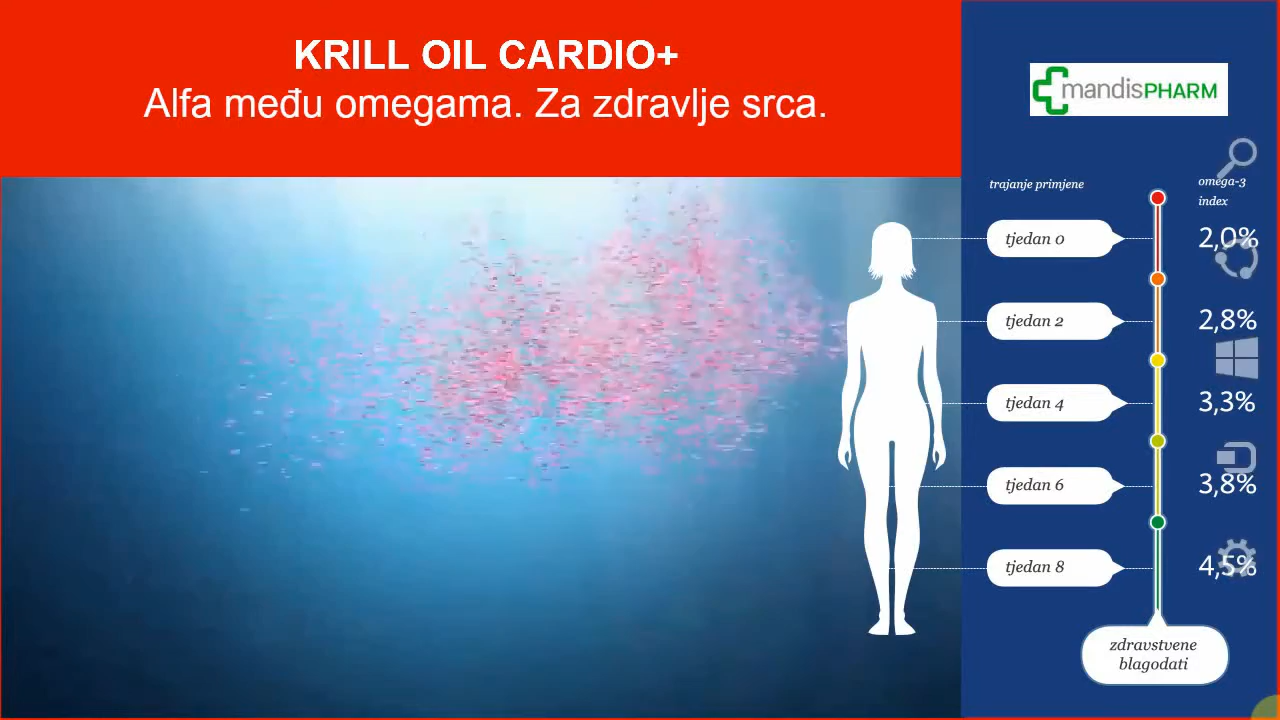 KRILL OIL CARDIO+
Alfa među omegama. Za zdravlje srca.
mandisPHARM
trajanje primjene
omega-3
index
tjedan 0
2,0%
tjedan 2
2,8%
tjedan 4
3,3%
tjedan 6
3,8%
tjedan 8
4,5%
zdravstvene
blagodati